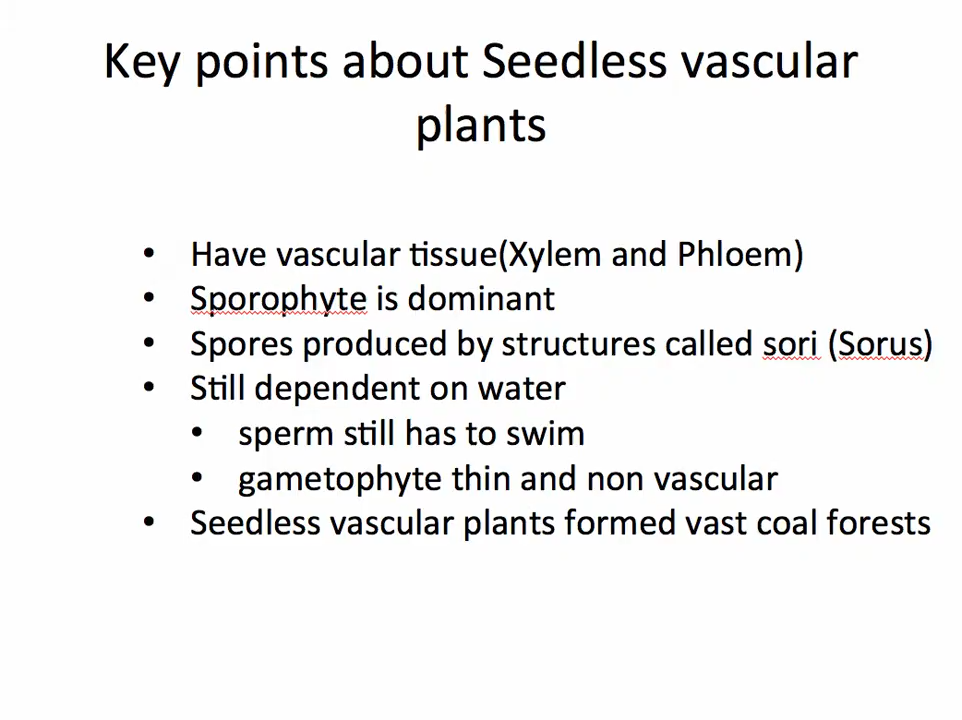 Key points about Seedless vascular
plants
• Have vascular tissue(Xylem and Phloem)
• Sporophyte is dominant
• Spores produced by structures called sori (Sorus)
• Still dependent on water
• sperm still has to swim
• gametophyte thin and non vascular
• Seedless vascular plants formed vast coal forests